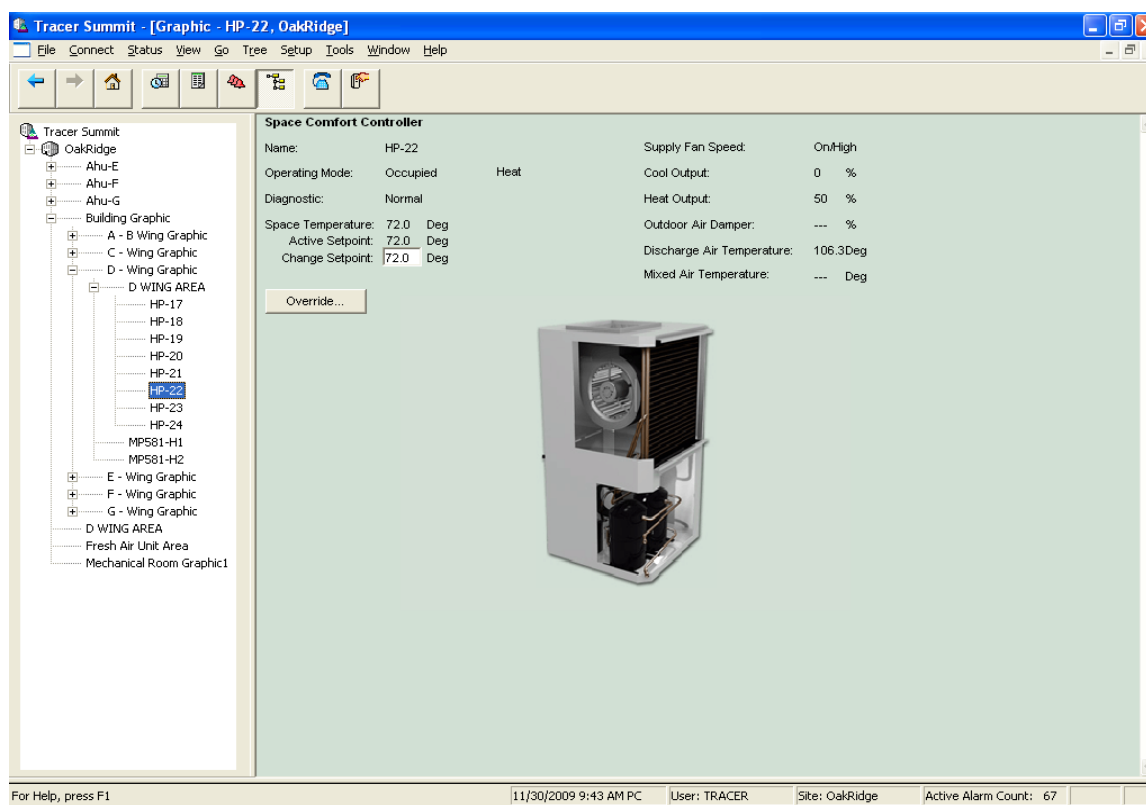 Tracer Summit - [Graphic - HP-22, OakRidge]
File Connect Status View Go Tree Setup Tools Window Help
Tracer Summit
OakRidge
Ahu-E
Ahu-F
Ahu-G
Building Graphic
A - B Wing Graphic
C - Wing Graphic
D - Wing Graphic
D WING AREA
HP-17
HP-18
HP-19
HP-20
HP-21
HP-22
HP-23
HP-24
MP581-H1
MP581-H2
E - Wing Graphic
F - Wing Graphic
G - Wing Graphic
D WING AREA
Fresh Air Unit Area
Mechanical Room Graphic1
Space Comfort Controller
Name: HP-22
Operating Mode: Occupied Heat
Diagnostic: Normal
Space Temperature: 72.0 Deg
Active Setpoint: 72.0 Deg
Change Setpoint: 72.0 Deg
Override...
Supply Fan Speed: On/High
Cool Output: 0 %
Heat Output: 50 %
Outdoor Air Damper: --- %
Discharge Air Temperature: 106.3Deg
Mixed Air Temperature: --- Deg
For Help, press F1 11/30/2009 9:43 AM PC User: TRACER Site: OakRidge Active Alarm Count: 67